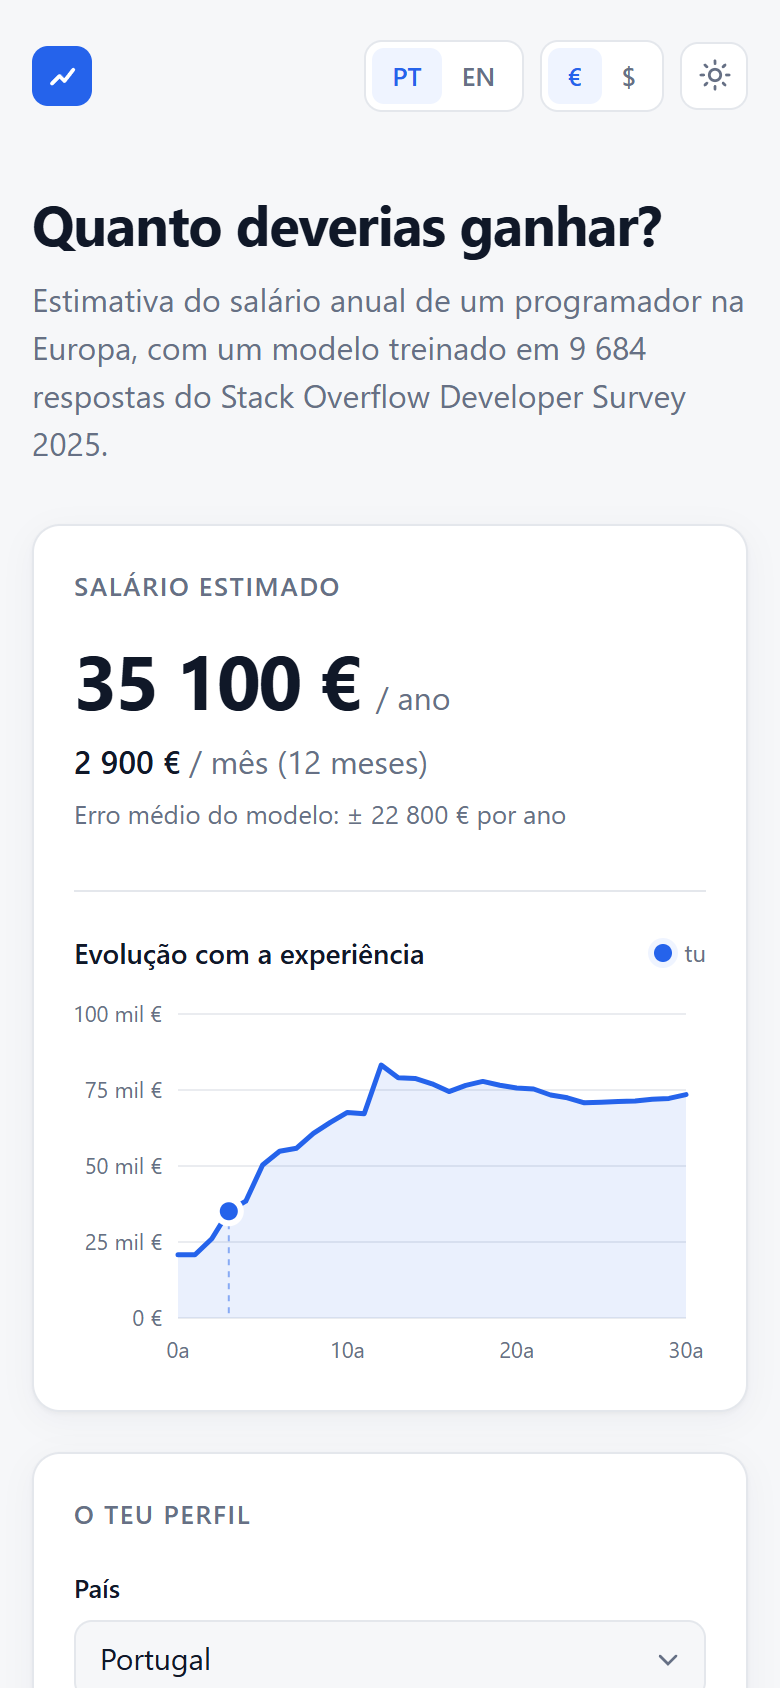 PT EN € $
Quanto deverias ganhar?
Estimativa do salário anual de um programador na
Europa, com um modelo treinado em 9 684
respostas do Stack Overflow Developer Survey
2025.
SALÁRIO ESTIMADO
35 100 € / ano
2 900 € / mês (12 meses)
Erro médio do modelo: ± 22 800 € por ano
Evolução com a experiência
tu
100 mil €
75 mil €
50 mil €
25 mil €
0 €
0a 10a 20a 30a
O TEU PERFIL
País
Portugal